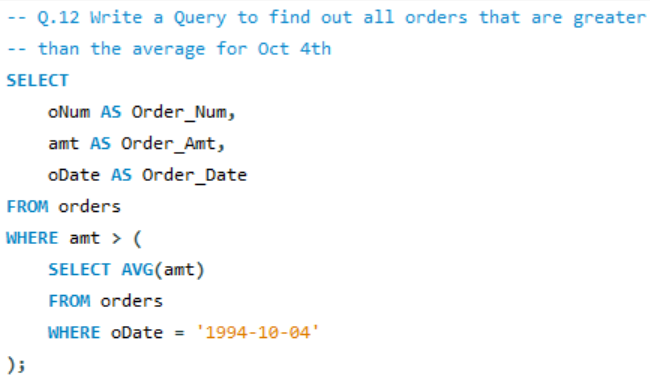 -- Q.12 Write a Query to find out all orders that are greater
-- than the average for Oct 4th
SELECT
    oNum AS Order_Num,
    amt AS Order_Amt,
    oDate AS Order_Date
FROM orders
WHERE amt > (
    SELECT AVG(amt)
    FROM orders
    WHERE oDate = '1994-10-04'
);